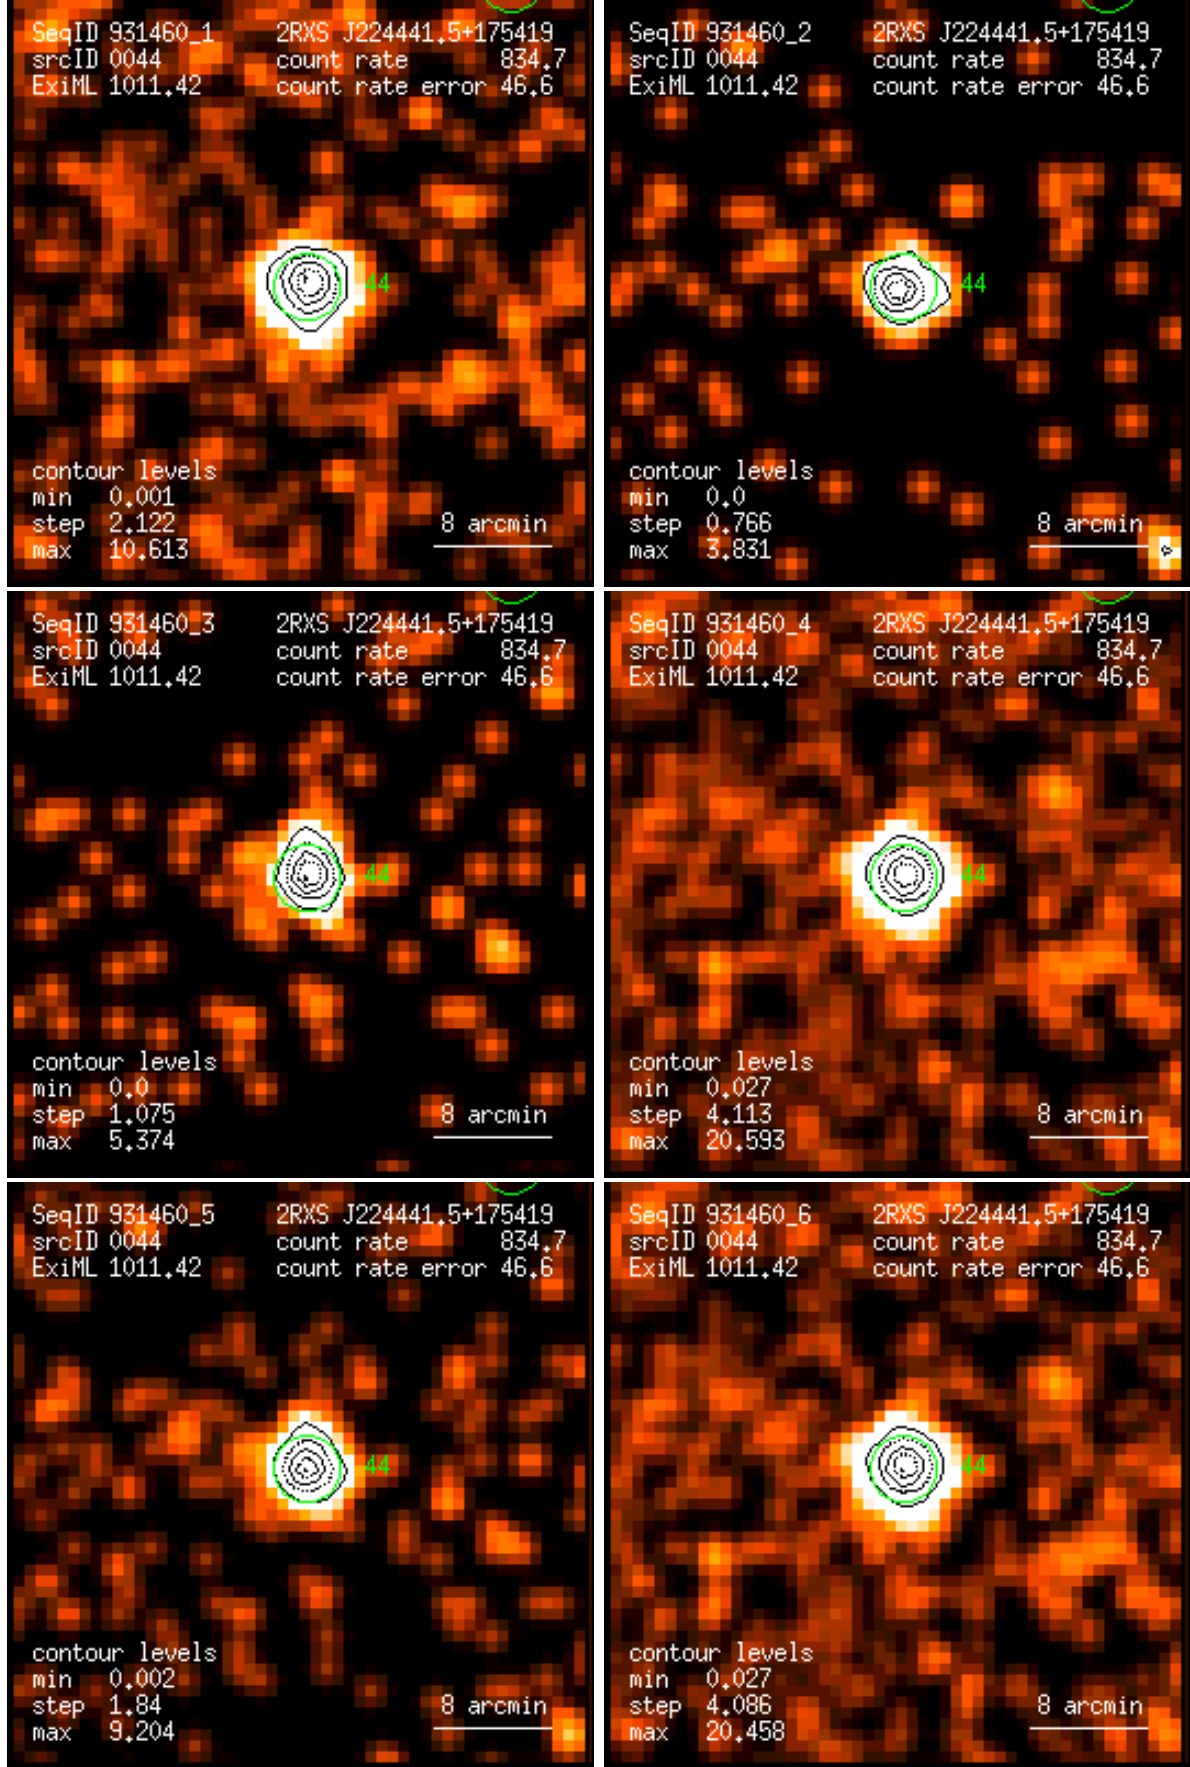 SeqID 931460_1 2RXS J224441.5+175419
srcID 0044 count rate 834.7
ExiML 1011.42 count rate error 46.6
44
contour levels
min 0.001
step 2.122 8 arcmin
max 10.613
SeqID 931460_2 2RXS J224441.5+175419
srcID 0044 count rate 834.7
ExiML 1011.42 count rate error 46.6
44
contour levels
min 0.0
step 0.766 8 arcmin
max 3.831
SeqID 931460_3 2RXS J224441.5+175419
srcID 0044 count rate 834.7
ExiML 1011.42 count rate error 46.6
44
contour levels
min 0.0
step 1.075 8 arcmin
max 5.374
SeqID 931460_4 2RXS J224441.5+175419
srcID 0044 count rate 834.7
ExiML 1011.42 count rate error 46.6
44
contour levels
min 0.027
step 4.113 8 arcmin
max 20.593
SeqID 931460_5 2RXS J224441.5+175419
srcID 0044 count rate 834.7
ExiML 1011.42 count rate error 46.6
44
contour levels
min 0.002
step 1.84 8 arcmin
max 9.204
SeqID 931460_6 2RXS J224441.5+175419
srcID 0044 count rate 834.7
ExiML 1011.42 count rate error 46.6
44
contour levels
min 0.027
step 4.086 8 arcmin
max 20.458